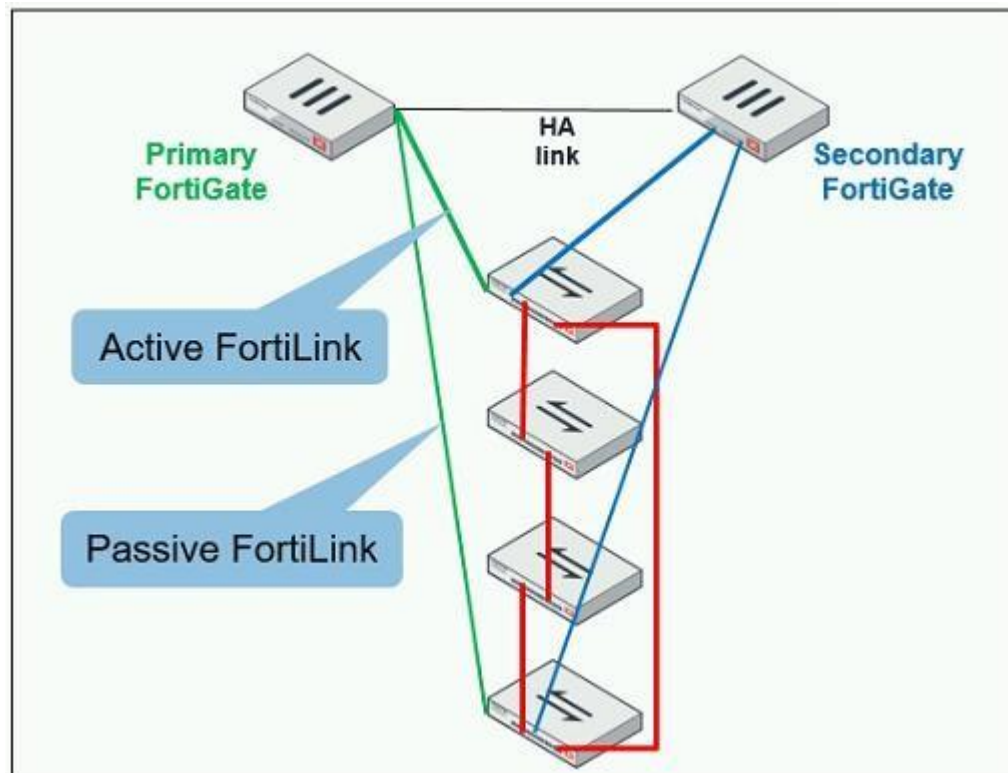 HA
link
Primary
FortiGate
Secondary
FortiGate
Active FortiLink
Passive FortiLink